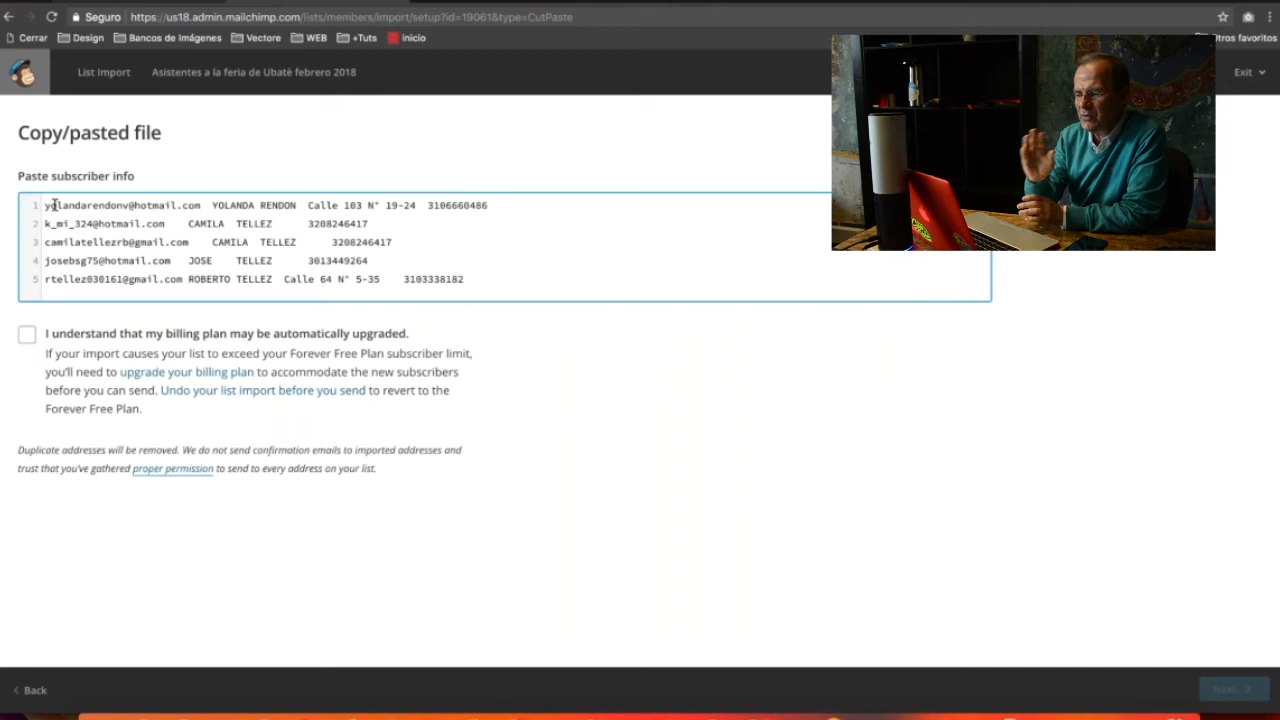 Seguro https://us18.admin.mailchimp.com/lists/members/import/setup?id=19061&type=CutPaste
Cerrar Design Bancos de Imágenes Vectore WEB +Tuts Inicio Otros favoritos
List Import Asistentes a la feria de Ubatè febrero 2018 Exit
Copy/pasted file
Paste subscriber info
1 yolandarendonv@hotmail.com YOLANDA RENDON Calle 103 N° 19-24 3106660486
2 k_mi_324@hotmail.com CAMILA TELLEZ 3208246417
3 camilatellezrb@gmail.com CAMILA TELLEZ 3208246417
4 josebsg75@hotmail.com JOSE TELLEZ 3013449264
5 rtellez030161@gmail.com ROBERTO TELLEZ Calle 64 N° 5-35 3103338182
I understand that my billing plan may be automatically upgraded.
If your import causes your list to exceed your Forever Free Plan subscriber limit,
you'll need to upgrade your billing plan to accommodate the new subscribers
before you can send. Undo your list import before you send to revert to the
Forever Free Plan.
Duplicate addresses will be removed. We do not send confirmation emails to imported addresses and
trust that you've gathered proper permission to send to every address on your list.
Back
Next